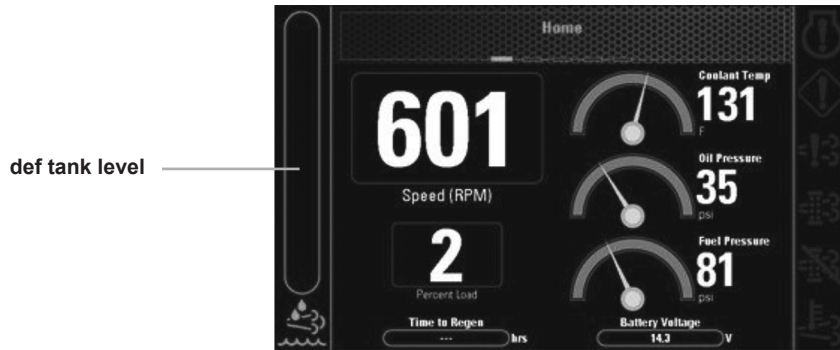 def tank level
Home
601
Speed (RPM)
2
Percent Load
Time to Regen
--- hrs
Coolant Temp
131
F
Oil Pressure
35
psi
Fuel Pressure
81
psi
Battery Voltage
14.3 V